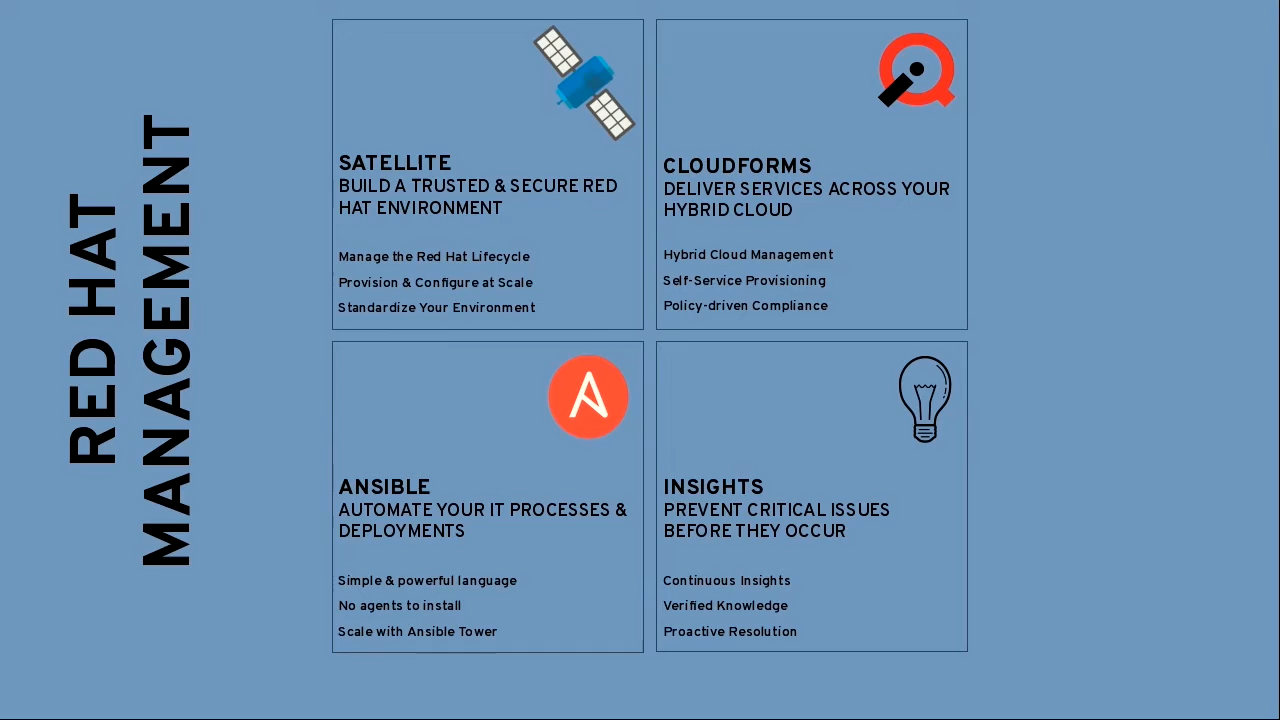 RED HAT
MANAGEMENT
SATELLITE
BUILD A TRUSTED & SECURE RED
HAT ENVIRONMENT
Manage the Red Hat Lifecycle
Provision & Configure at Scale
Standardize Your Environment
CLOUDFORMS
DELIVER SERVICES ACROSS YOUR
HYBRID CLOUD
Hybrid Cloud Management
Self-Service Provisioning
Policy-driven Compliance
ANSIBLE
AUTOMATE YOUR IT PROCESSES &
DEPLOYMENTS
Simple & powerful language
No agents to install
Scale with Ansible Tower
INSIGHTS
PREVENT CRITICAL ISSUES
BEFORE THEY OCCUR
Continuous Insights
Verified Knowledge
Proactive Resolution